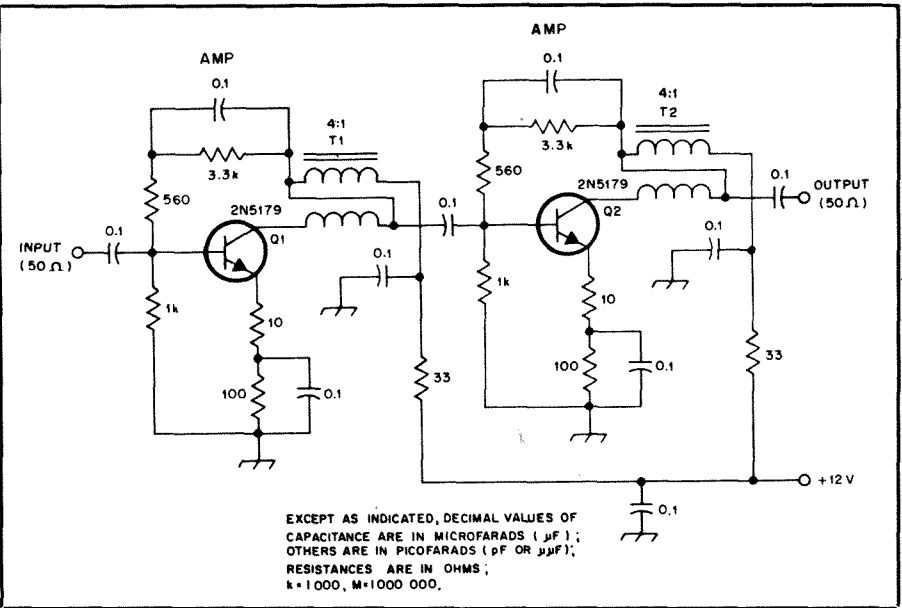 AMP
AMP
0.1
0.1
4:1
T1
4:1
T2
3.3k
3.3k
560
560
2N5179
2N5179
0.1
OUTPUT
(50Ω)
0.1
Q1
Q2
INPUT
(50Ω)
0.1
0.1
0.1
1k
1k
10
10
33
33
100
0.1
100
0.1
+12V
0.1
EXCEPT AS INDICATED, DECIMAL VALUES OF
CAPACITANCE ARE IN MICROFARADS (μF);
OTHERS ARE IN PICOFARADS (pF OR μμF);
RESISTANCES ARE IN OHMS;
k=1000, M=1000 000.